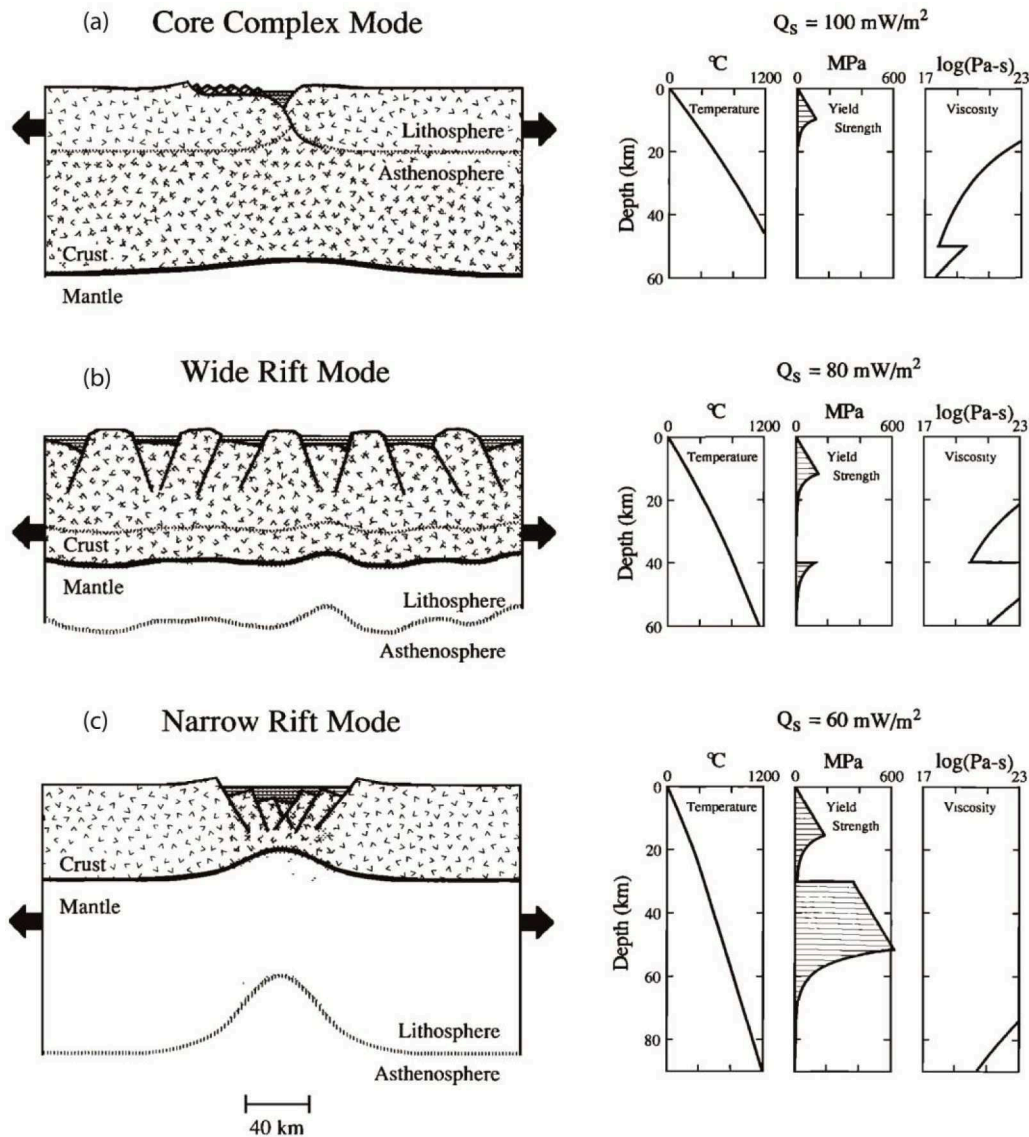 (a) Core Complex Mode
Lithosphere
Asthenosphere
Crust
Mantle
Qs = 100 mW/m²
°C MPa log(Pa-s)
0 1200 0 600 17 23
Temperature Yield Strength Viscosity
Depth (km)
0
20
40
60
(b) Wide Rift Mode
Crust
Mantle
Lithosphere
Asthenosphere
Qs = 80 mW/m²
°C MPa log(Pa-s)
0 1200 0 600 17 23
Temperature Yield Strength Viscosity
Depth (km)
0
20
40
60
(c) Narrow Rift Mode
Crust
Mantle
Lithosphere
Asthenosphere
40 km
Qs = 60 mW/m²
°C MPa log(Pa-s)
0 1200 0 600 17 23
Temperature Yield Strength Viscosity
Depth (km)
0
20
40
60
80